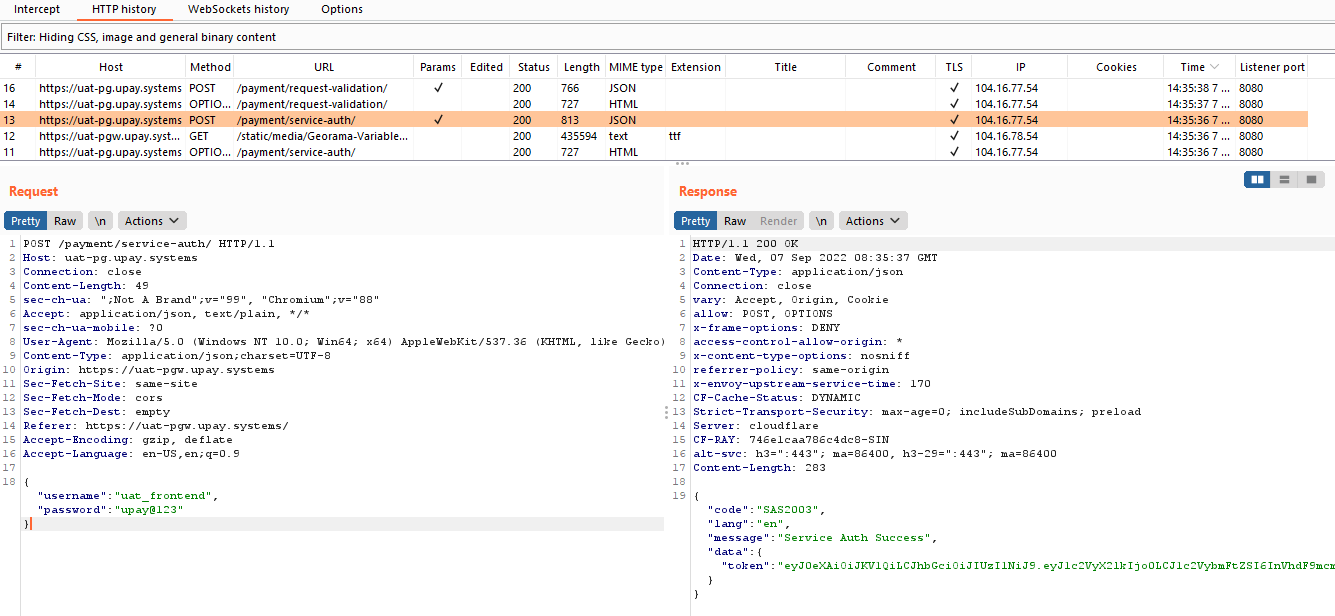 Intercept HTTP history WebSockets history Options
Filter: Hiding CSS, image and general binary content
# Host Method URL Params Edited Status Length MIME type Extension Title Comment TLS IP Cookies Time Listener port
16 https://uat-pg.upay.systems POST /payment/request-validation/ ✓ 200 766 JSON ✓ 104.16.77.54 14:35:38 7 ... 8080
14 https://uat-pg.upay.systems OPTIO... /payment/request-validation/ 200 727 HTML ✓ 104.16.77.54 14:35:37 7 ... 8080
13 https://uat-pg.upay.systems POST /payment/service-auth/ ✓ 200 813 JSON ✓ 104.16.77.54 14:35:37 7 ... 8080
12 https://uat-pgw.upay.syst... GET /static/media/Georama-Variable... 200 435594 text ttf ✓ 104.16.78.54 14:35:36 7 ... 8080
11 https://uat-pg.upay.systems OPTIO... /payment/service-auth/ 200 727 HTML ✓ 104.16.77.54 14:35:36 7 ... 8080
Request
Pretty Raw \n Actions
1 POST /payment/service-auth/ HTTP/1.1
2 Host: uat-pg.upay.systems
3 Connection: close
4 Content-Length: 49
5 sec-ch-ua: ";Not A Brand";v="99", "Chromium";v="88"
6 Accept: application/json, text/plain, */*
7 sec-ch-ua-mobile: ?0
8 User-Agent: Mozilla/5.0 (Windows NT 10.0; Win64; x64) AppleWebKit/537.36 (KHTML, like Gecko)
9 Content-Type: application/json;charset=UTF-8
10 Origin: https://uat-pgw.upay.systems
11 Sec-Fetch-Site: same-site
12 Sec-Fetch-Mode: cors
13 Sec-Fetch-Dest: empty
14 Referer: https://uat-pgw.upay.systems/
15 Accept-Encoding: gzip, deflate
16 Accept-Language: en-US,en;q=0.9
17
18 {
"username":"uat_frontend",
"password":"upay@123"
}
Response
Pretty Raw Render \n Actions
1 HTTP/1.1 200 OK
2 Date: Wed, 07 Sep 2022 08:35:37 GMT
3 Content-Type: application/json
4 Connection: close
5 vary: Accept, Origin, Cookie
6 allow: POST, OPTIONS
7 x-frame-options: DENY
8 access-control-allow-origin: *
9 x-content-type-options: nosniff
10 referrer-policy: same-origin
11 x-envoy-upstream-service-time: 170
12 CF-Cache-Status: DYNAMIC
13 Strict-Transport-Security: max-age=0; includeSubDomains; preload
14 Server: cloudflare
15 CF-RAY: 746e1caa786c4dc8-SIN
16 alt-svc: h3=":443"; ma=86400, h3-29=":443"; ma=86400
17 Content-Length: 283
18
19 {
"code":"SAS2003",
"lang":"en",
"message":"Service Auth Success",
"data":{
"token":
}
}